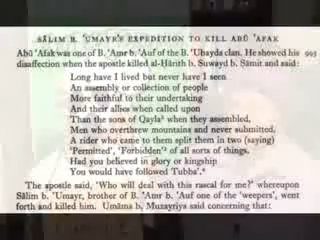 SĀLIM B. ‘UMAYR'S EXPEDITION TO KILL ABŪ ‘AFAK
Abū ‘Afak was one of B. ‘Amr b. ‘Auf of the B. ‘Ubayda clan. He showed his 995
disaffection when the apostle killed al-Ḥārith b. Suwayd b. Ṣāmit and said:
Long have I lived but never have I seen
An assembly or collection of people
More faithful to their undertaking
And their allies when called upon
Than the sons of Qayla⁵ when they assembled,
Men who overthrew mountains and never submitted,
A rider who came to them split them in two (saying)
‘Permitted’, ‘Forbidden’³ of all sorts of things.
Had you believed in glory or kingship
You would have followed Tubba‘.⁴
The apostle said, ‘Who will deal with this rascal for me?’ whereupon
Sālim b. ‘Umayr, brother of B. ‘Amr b. ‘Auf one of the ‘weepers’, went
forth and killed him. Umāma b. Muzayriya said concerning that: